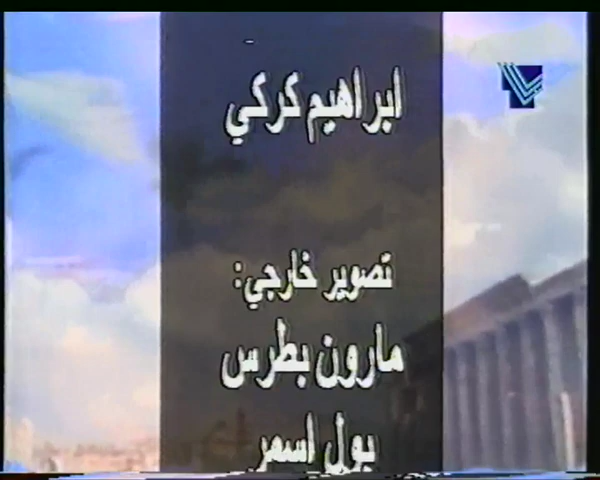 ابراهيم كركي
تصوير خارجي:
مارون بطرس
بول اسمر